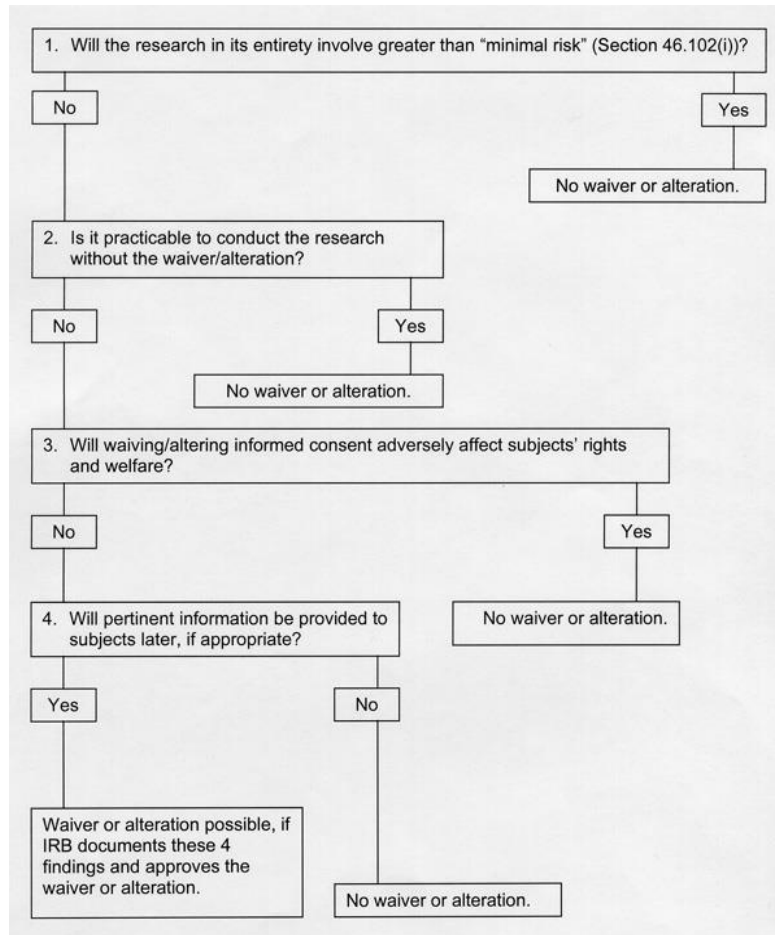 1. Will the research in its entirety involve greater than “minimal risk” (Section 46.102(i))?
No
Yes
No waiver or alteration.
2. Is it practicable to conduct the research
without the waiver/alteration?
No
Yes
No waiver or alteration.
3. Will waiving/altering informed consent adversely affect subjects’ rights
and welfare?
No
Yes
4. Will pertinent information be provided to
subjects later, if appropriate?
No waiver or alteration.
Yes
No
Waiver or alteration possible, if
IRB documents these 4
findings and approves the
waiver or alteration.
No waiver or alteration.